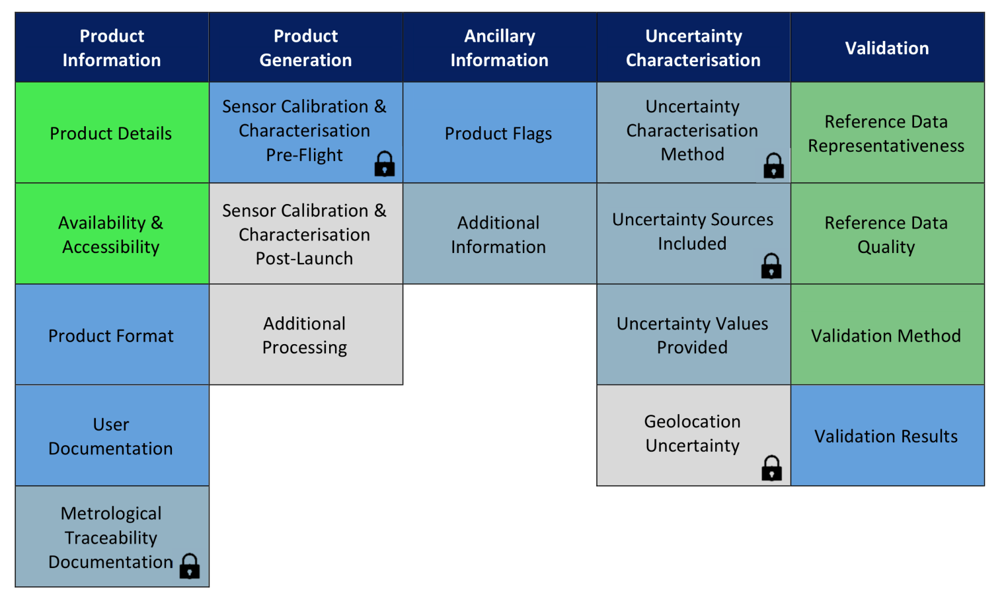 Product
Information
Product
Generation
Ancillary
Information
Uncertainty
Characterisation
Validation
Product Details
Sensor Calibration &
Characterisation
Pre-Flight
Product Flags
Uncertainty
Characterisation
Method
Reference Data
Representativeness
Availability &
Accessibility
Sensor Calibration &
Characterisation
Post-Launch
Additional
Information
Uncertainty Sources
Included
Reference Data
Quality
Product Format
Additional
Processing
Uncertainty Values
Provided
Validation Method
User
Documentation
Geolocation
Uncertainty
Validation Results
Metrological
Traceability
Documentation